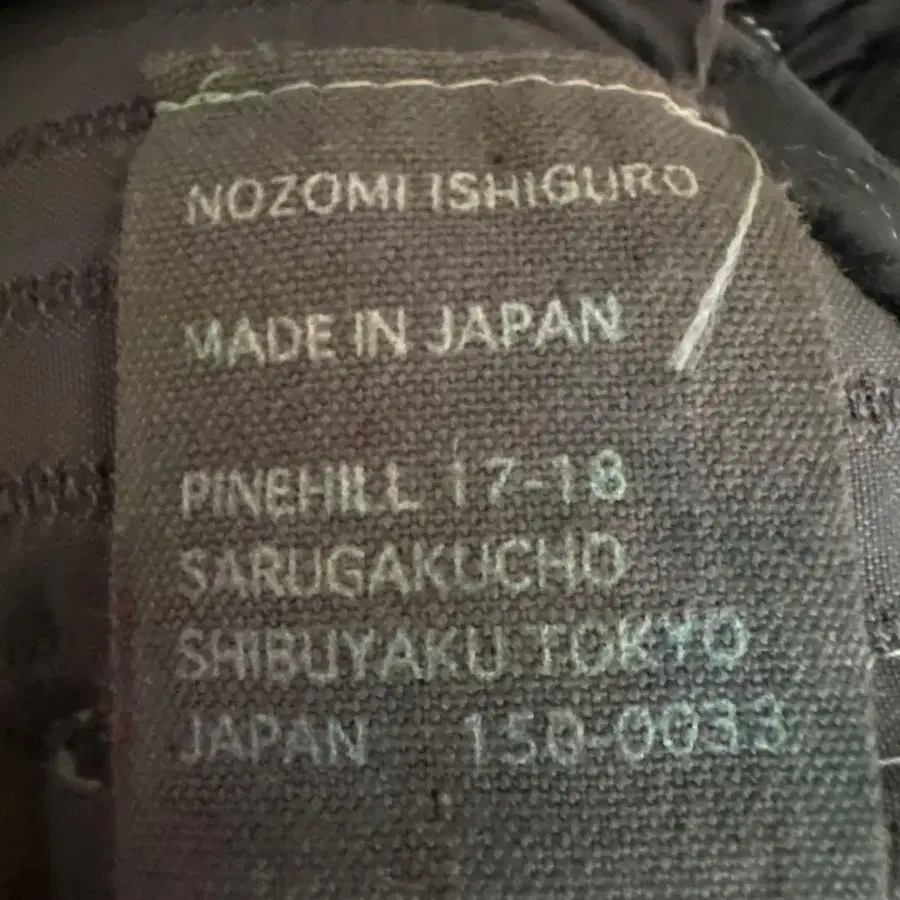 NOZOMI ISHIGURO
MADE IN JAPAN
PINEHILL 17-18
SARUGAKUCHO
SHIBUYAKU TOKYO
JAPAN 150-0033